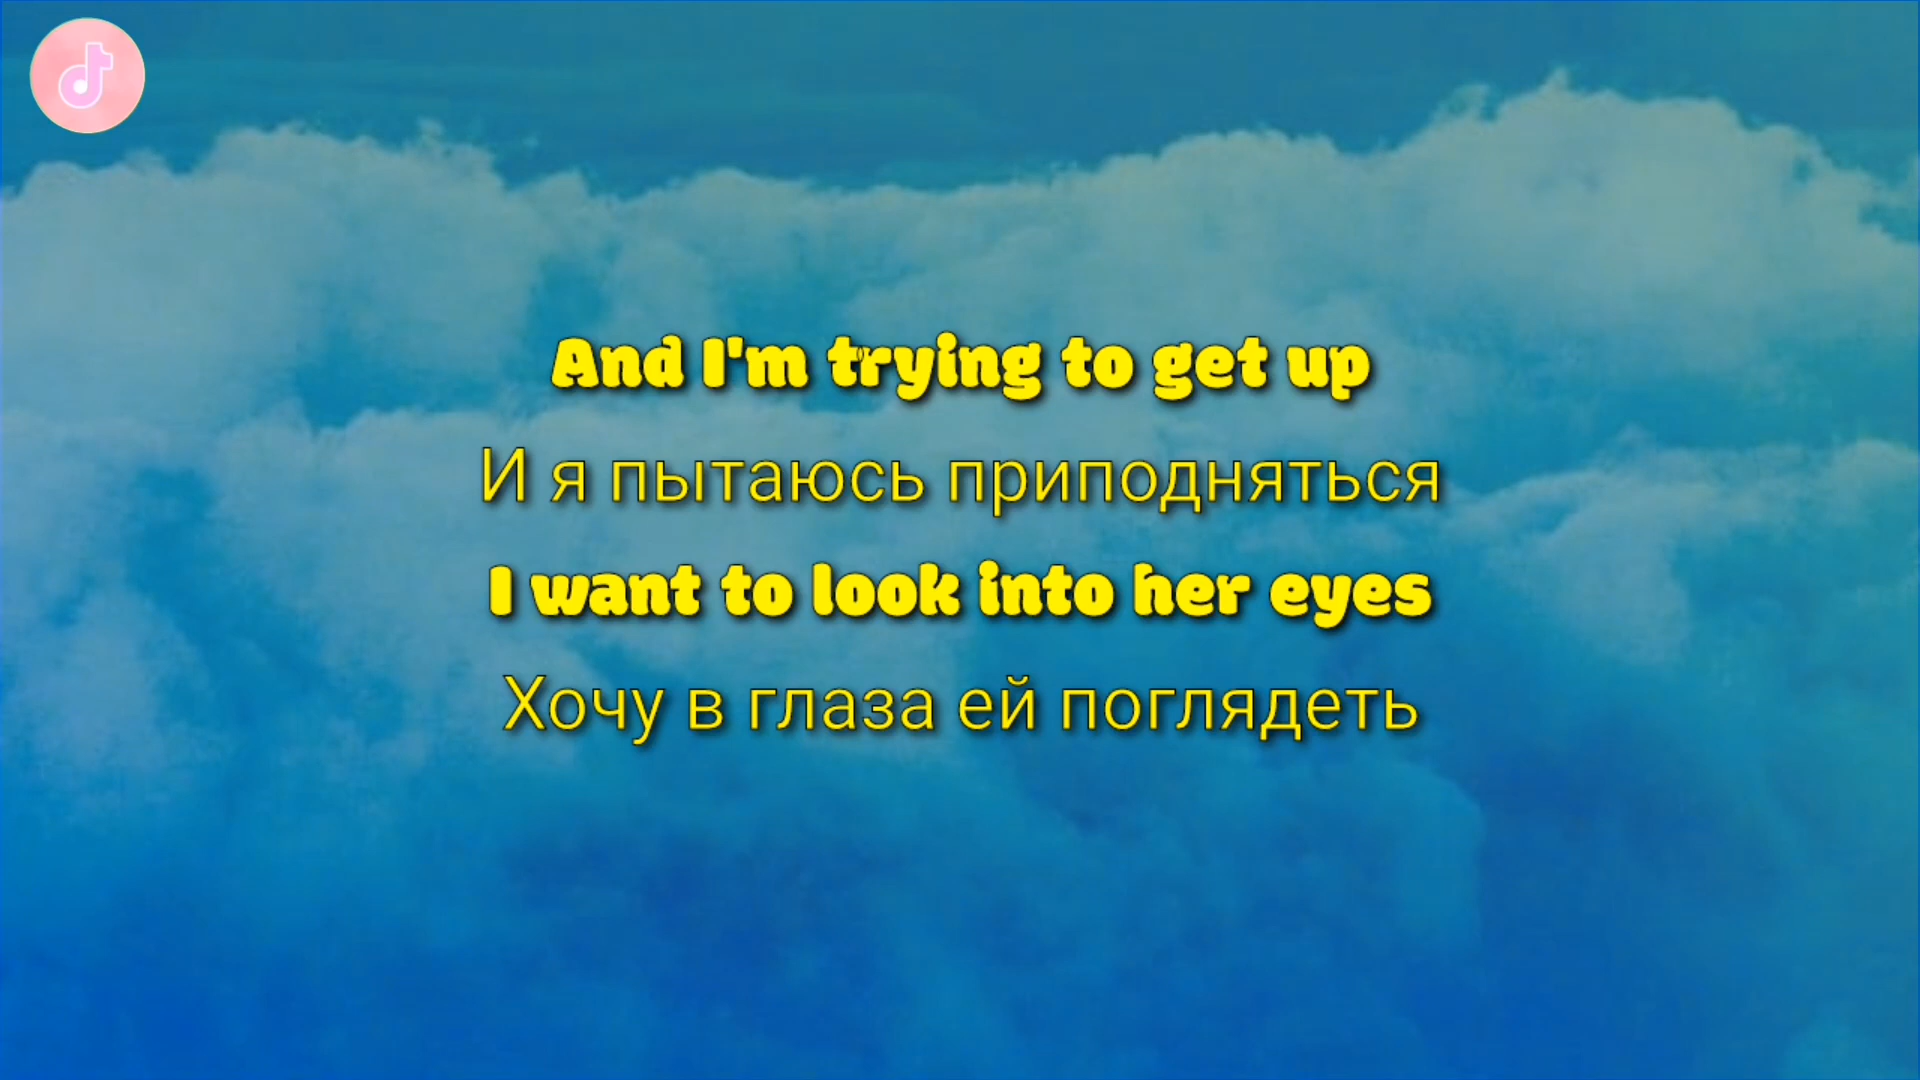 And I'm trying to get up
И я пытаюсь приподняться
I want to look into her eyes
Хочу в глаза ей поглядеть